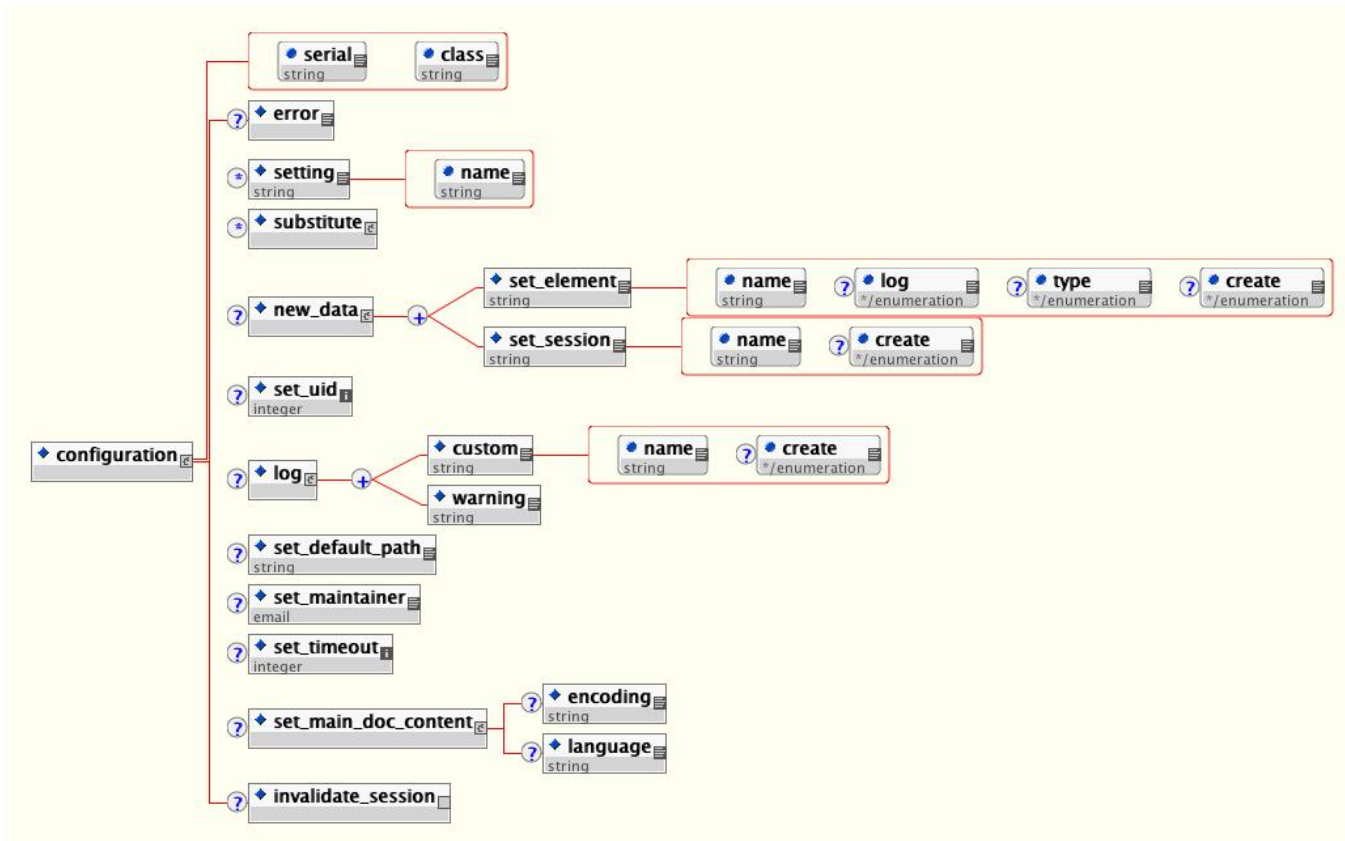 serial class
string string
? error
* setting name
string string
* substitute
set_element name ? log ? type ? create
string string */enumeration */enumeration */enumeration
? new_data +
set_session name ? create
string string */enumeration
? set_uid
integer
configuration
custom name ? create
string string */enumeration
? log +
warning
string
? set_default_path
string
? set_maintainer
email
? set_timeout
integer
? encoding
string
? set_main_doc_content
? language
string
? invalidate_session